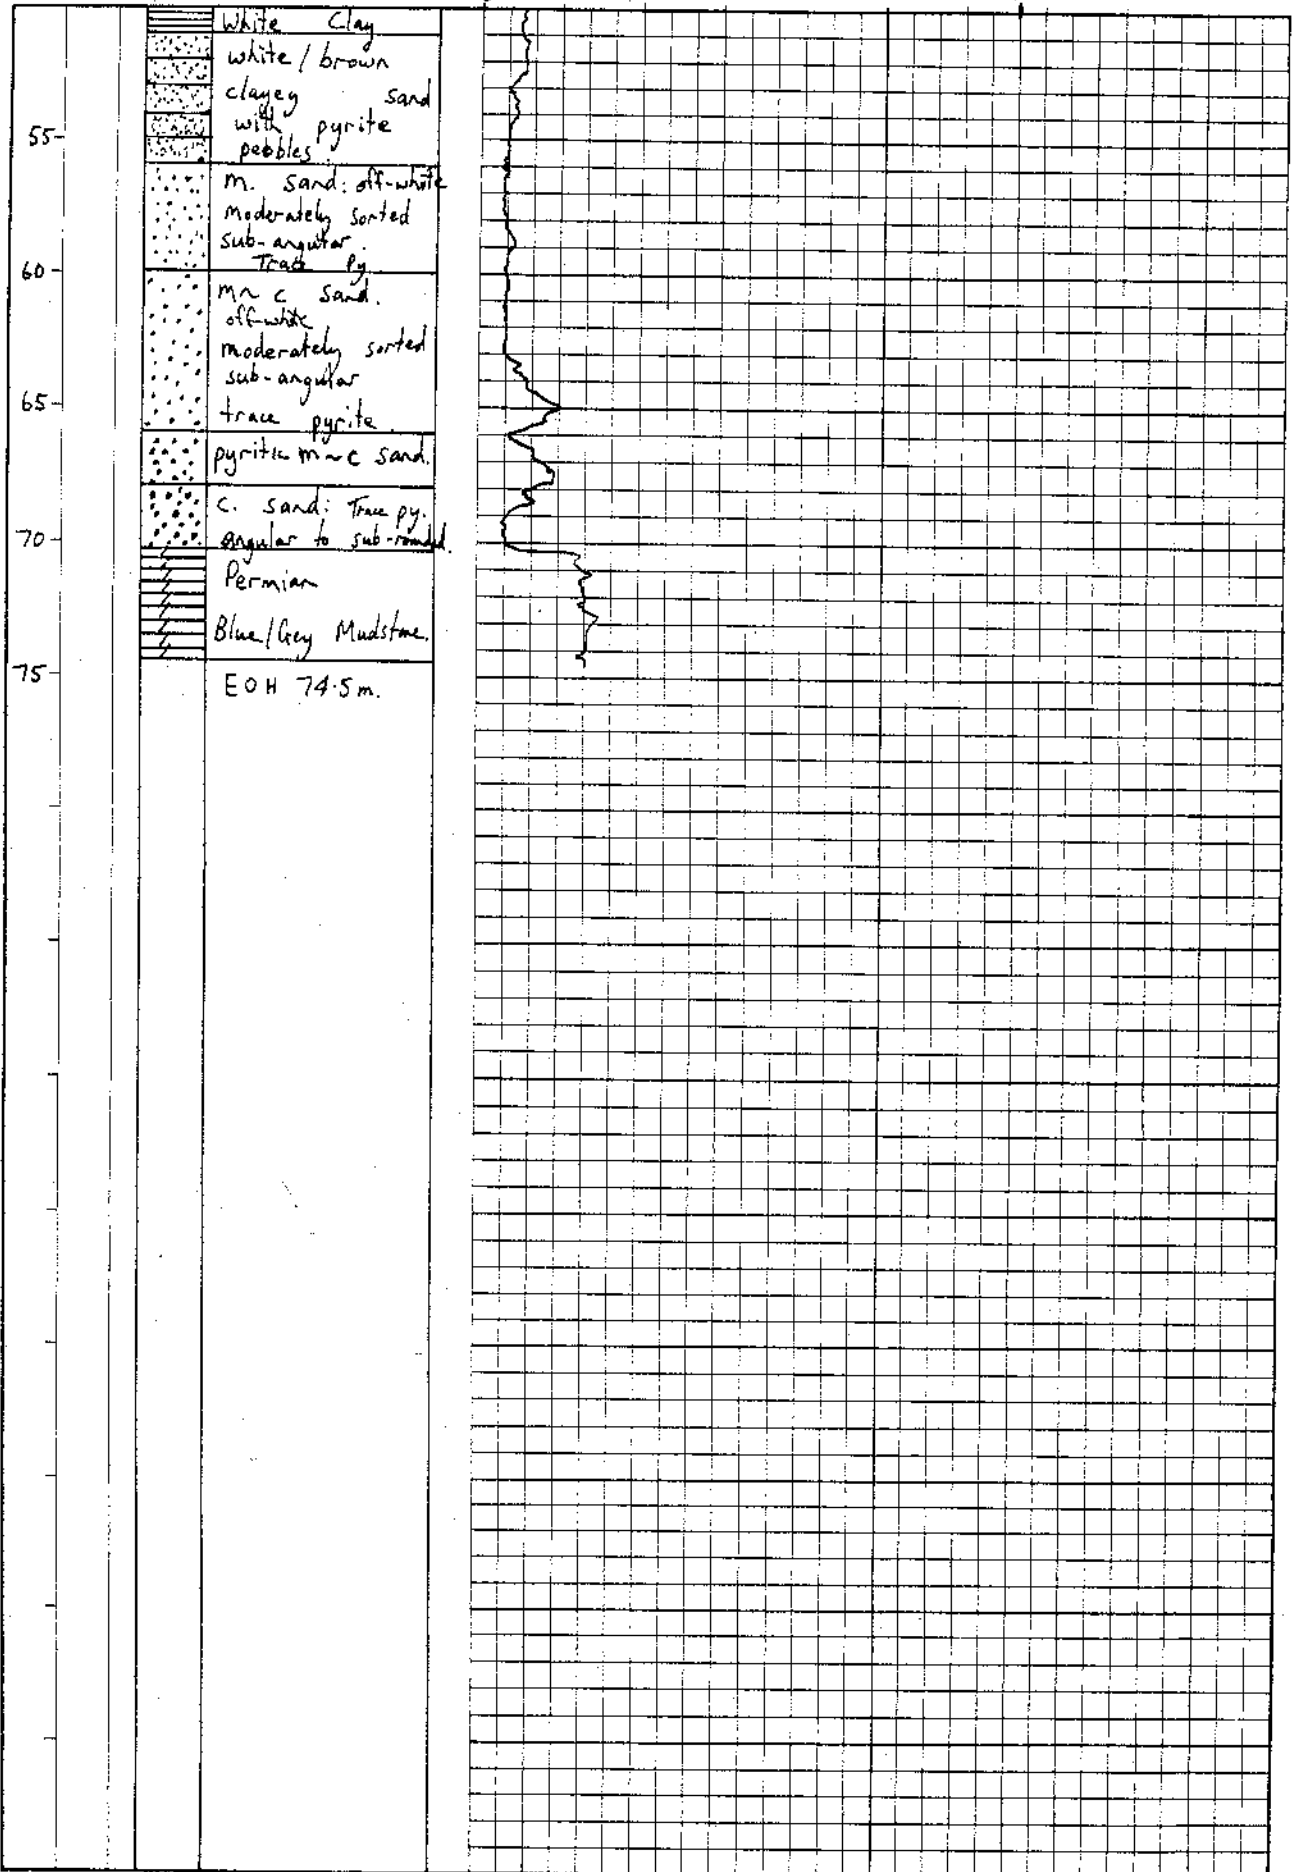 White Clay
white / brown
clayey sand
with pyrite
pebbles.
55
m. sand: off-white
moderately sorted
sub-angular.
Trace Py.
60
m~c sand.
off-white
moderately sorted
sub-angular
65
trace pyrite.
pyritic m~c sand.
c. sand: Trace py.
70
angular to sub-rounded.
Permian
Blue/Grey Mudstone.
75
EOH 74.5m.